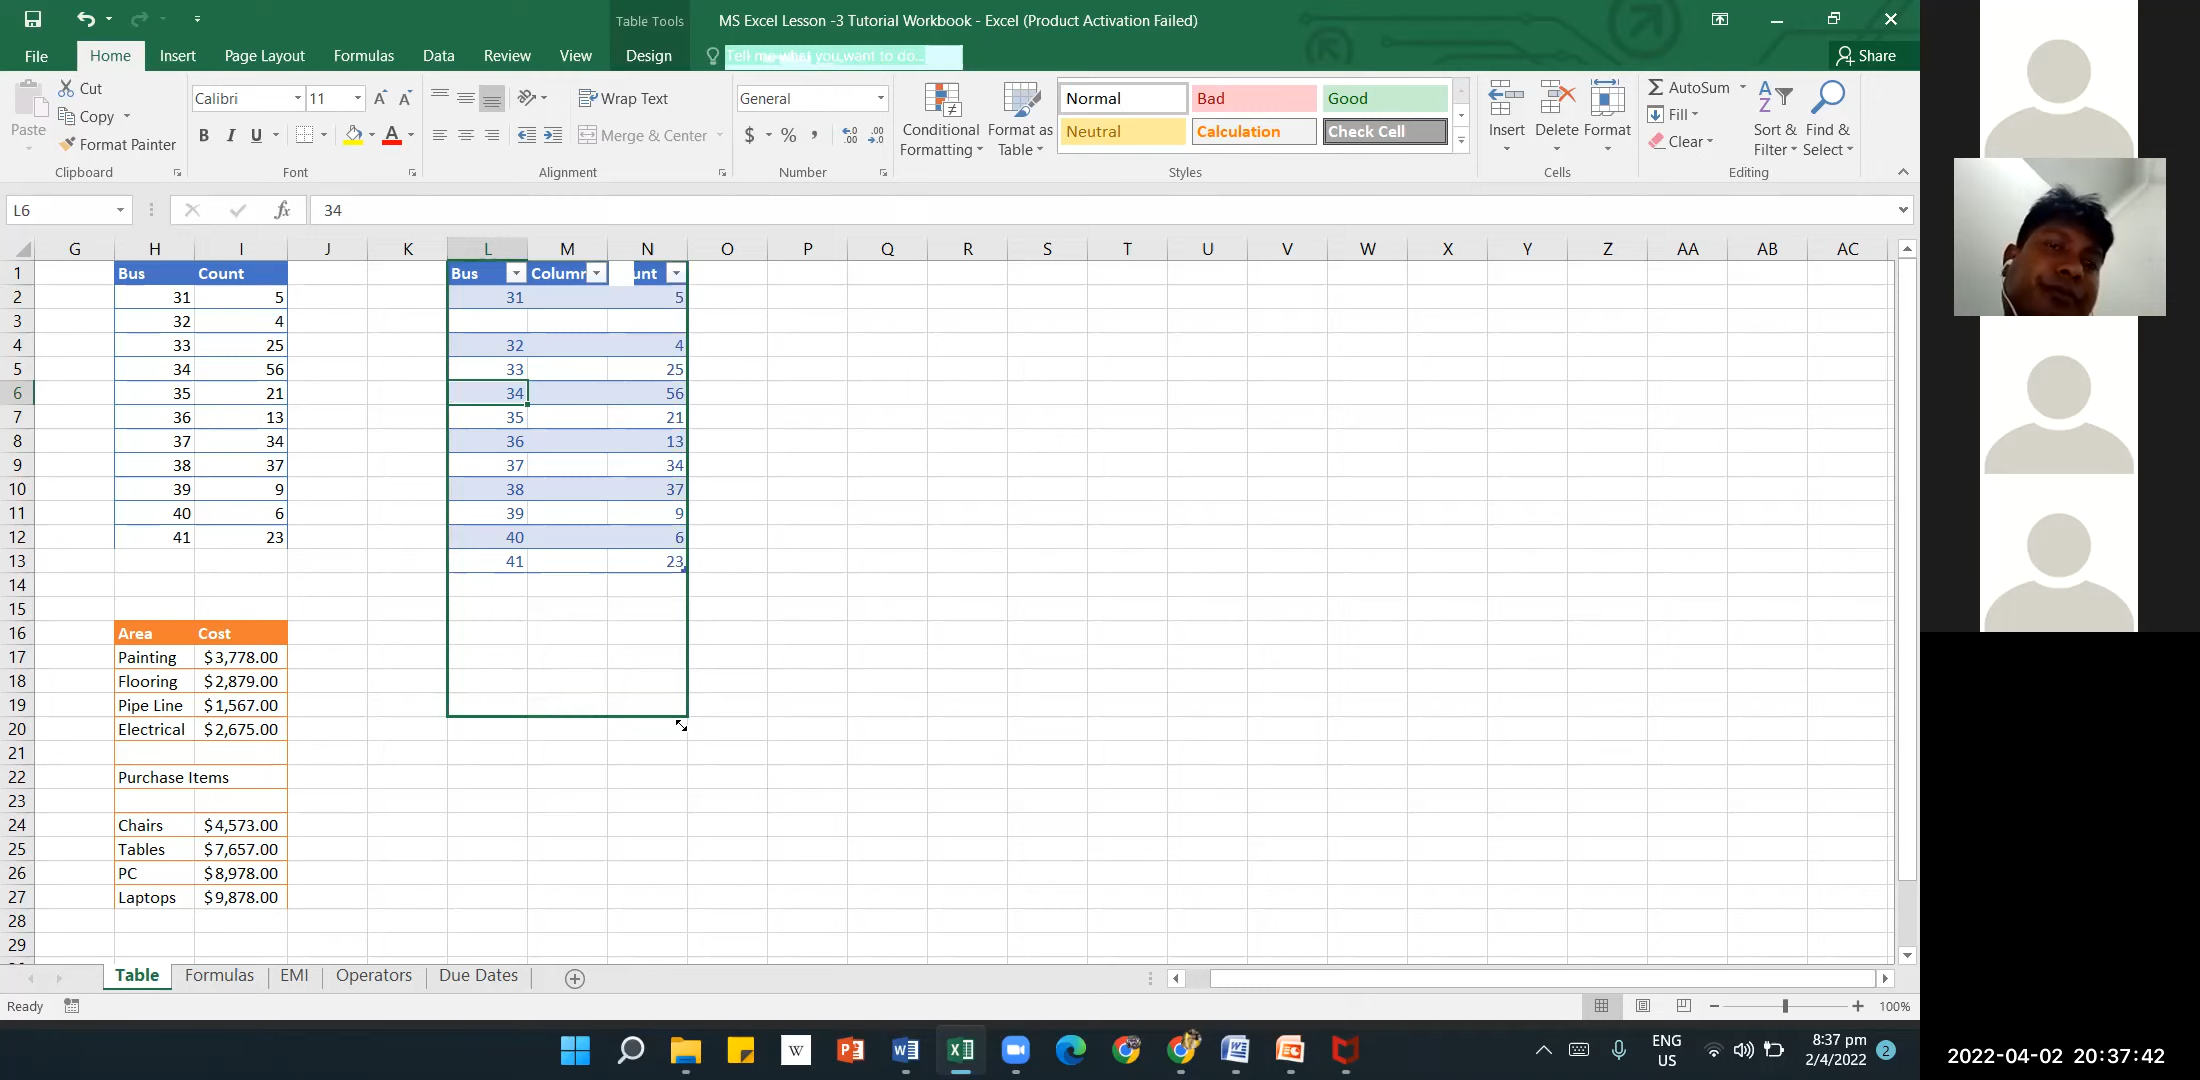 Table Tools
MS Excel Lesson -3 Tutorial Workbook - Excel (Product Activation Failed)
File Home Insert Page Layout Formulas Data Review View Design Tell me what you want to do... Share
Paste Cut Copy Format Painter Clipboard
Calibri 11 A A B I U A Font
Wrap Text Merge & Center Alignment
General $ % , Number
Conditional Formatting Format as Table
Normal Bad Good
Neutral Calculation Check Cell
Styles
Insert Delete Format Cells
AutoSum Fill Clear Sort & Filter Find & Select Editing
L6 fx 34
G H I J K L M N O P Q R S T U V W X Y Z AA AB AC
1 Bus Count Bus Column unt
2 31 5 31 5
3 32 4
4 33 25 32 4
5 34 56 33 25
6 35 21 34 56
7 36 13 35 21
8 37 34 36 13
9 38 37 37 34
10 39 9 38 37
11 40 6 39 9
12 41 23 40 6
13 41 23
14
15
16 Area Cost
17 Painting $ 3,778.00
18 Flooring $ 2,879.00
19 Pipe Line $ 1,567.00
20 Electrical $ 2,675.00
21
22 Purchase Items
23
24 Chairs $ 4,573.00
25 Tables $ 7,657.00
26 PC $ 8,978.00
27 Laptops $ 9,878.00
28
29
Table Formulas EMI Operators Due Dates
Ready 100%
ENG US 8:37 pm 2/4/2022 2
2022-04-02 20:37:42